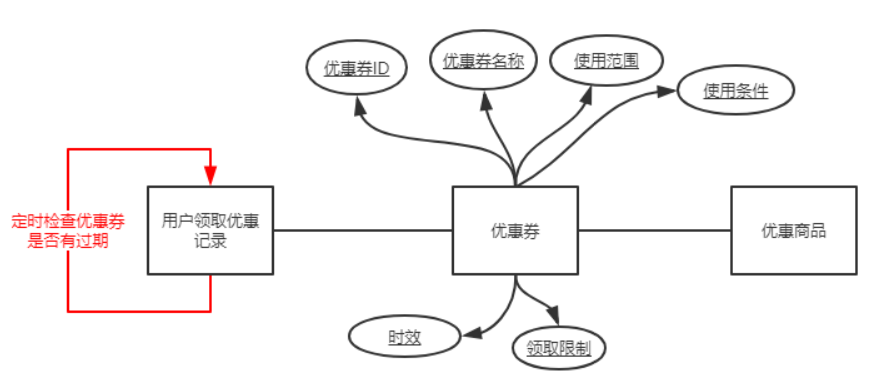 优惠券ID
优惠券名称
使用范围
使用条件
定时检查优惠券
是否有过期
用户领取优惠
记录
优惠券
优惠商品
时效
领取限制